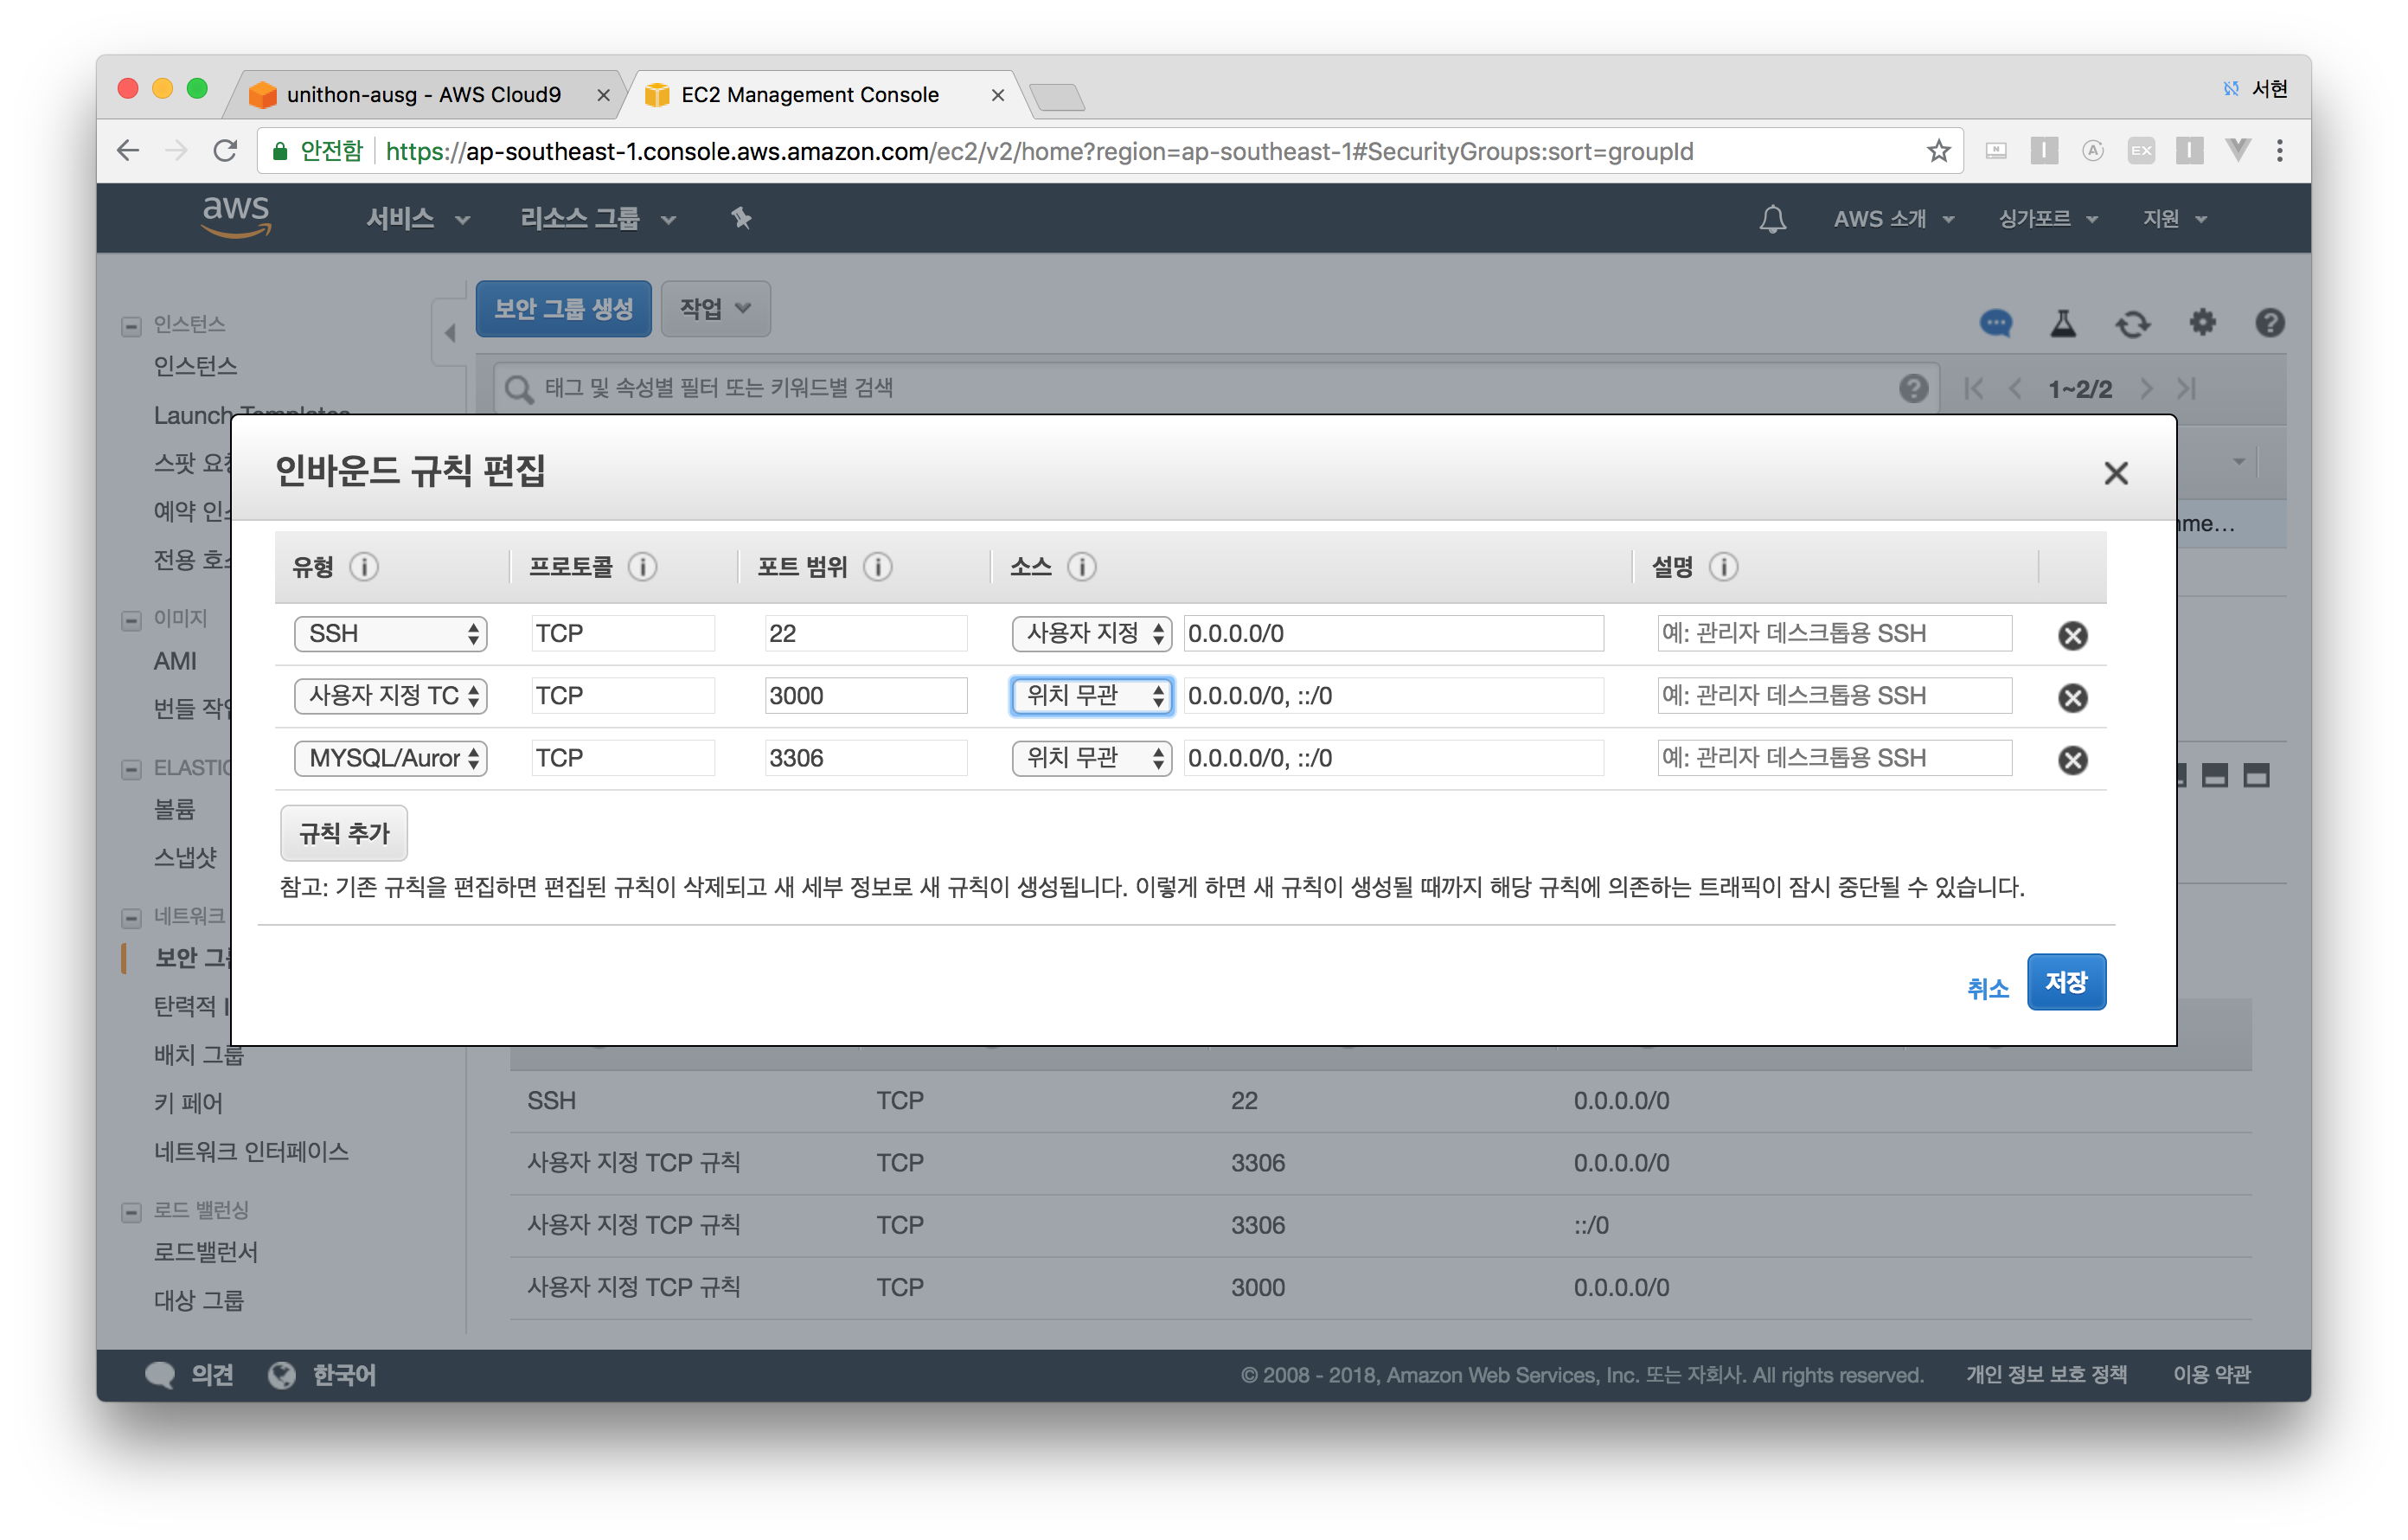 unithon-ausg - AWS Cloud9
EC2 Management Console
서현
안전함 https://ap-southeast-1.console.aws.amazon.com/ec2/v2/home?region=ap-southeast-1#SecurityGroups:sort=groupId
aws 서비스 리소스 그룹 AWS 소개 싱가포르 지원
보안 그룹 생성 작업
인스턴스
인스턴스
태그 및 속성별 필터 또는 키워드별 검색 1~2/2
Launch
스팟
예약
전용
이미지
AMI
번들
볼륨
스냅샷
네트워크
보안
탄력적
배치 그룹
키 페어
네트워크 인터페이스
로드 밸런싱
로드밸런서
대상 그룹
인바운드 규칙 편집
유형 프로토콜 포트 범위 소스 설명
SSH TCP 22 사용자 지정 0.0.0.0/0 예: 관리자 데스크톱용 SSH
사용자 지정 TC TCP 3000 위치 무관 0.0.0.0/0, ::/0 예: 관리자 데스크톱용 SSH
MYSQL/Auror TCP 3306 위치 무관 0.0.0.0/0, ::/0 예: 관리자 데스크톱용 SSH
규칙 추가
참고: 기존 규칙을 편집하면 편집된 규칙이 삭제되고 새 세부 정보로 새 규칙이 생성됩니다. 이렇게 하면 새 규칙이 생성될 때까지 해당 규칙에 의존하는 트래픽이 잠시 중단될 수 있습니다.
취소 저장
SSH TCP 22 0.0.0.0/0
사용자 지정 TCP 규칙 TCP 3306 0.0.0.0/0
사용자 지정 TCP 규칙 TCP 3306 ::/0
사용자 지정 TCP 규칙 TCP 3000 0.0.0.0/0
의견 한국어 © 2008 - 2018, Amazon Web Services, Inc. 또는 자회사. All rights reserved. 개인 정보 보호 정책 이용 약관